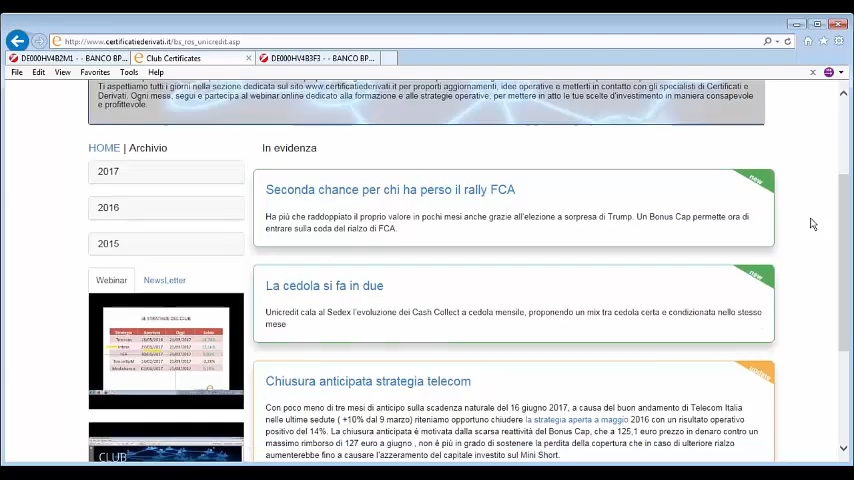 http://www.certificatiederivati.it/bs_ros_unicredit.asp
DE000HV4B2M1 - - BANCO BP...
Club Certificates
DE000HV4B3F3 - - BANCO BP...
File Edit View Favorites Tools Help
Ti aspettiamo tutti i giorni nella sezione dedicata sul sito www.certificatiederivati.it per proporti aggiornamenti, idee operative e metterti in contatto con gli specialisti di Certificati e
Derivati. Ogni mese, segui e partecipa al webinar online dedicato alla formazione e alle strategie operative, per mettere in atto le tue scelte d'investimento in maniera consapevole
e profittevole.
HOME | Archivio
In evidenza
2017
2016
2015
Webinar
NewsLetter
LE STRATEGIE DEL CLUB
CLUB
new
Seconda chance per chi ha perso il rally FCA
Ha più che raddoppiato il proprio valore in pochi mesi anche grazie all'elezione a sorpresa di Trump. Un Bonus Cap permette ora di
entrare sulla coda del rialzo di FCA.
new
La cedola si fa in due
Unicredit cala al Sedex l'evoluzione dei Cash Collect a cedola mensile, proponendo un mix tra cedola certa e condizionata nello stesso
mese
update
Chiusura anticipata strategia telecom
Con poco meno di tre mesi di anticipo sulla scadenza naturale del 16 giugno 2017, a causa del buon andamento di Telecom Italia
nelle ultime sedute ( +10% dal 9 marzo) riteniamo opportuno chiudere la strategia aperta a maggio 2016 con un risultato operativo
positivo del 14%. La chiusura anticipata è motivata dalla scarsa reattività del Bonus Cap, che a 125,1 euro prezzo in denaro contro un
massimo rimborso di 127 euro a giugno , non è più in grado di sostenere la perdita della copertura che in caso di ulteriore rialzo
aumenterebbe fino a causare l'azzeramento del capitale investito sul Mini Short.